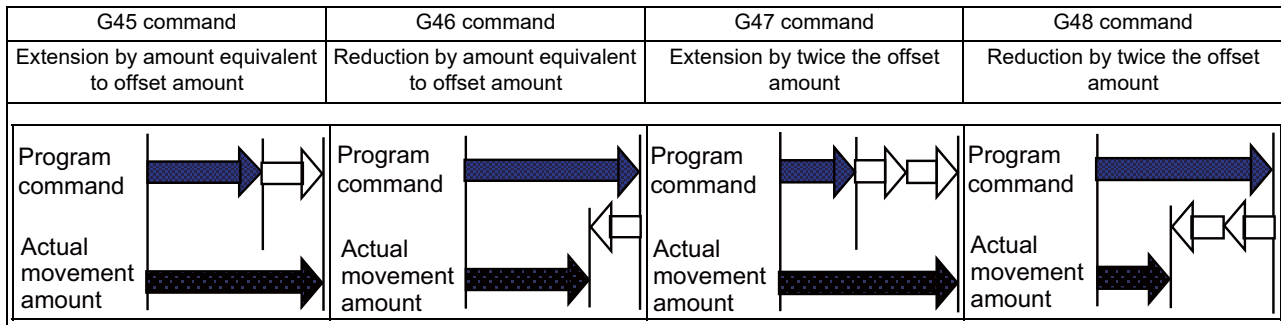 G45 command
G46 command
G47 command
G48 command
Extension by amount equivalent
to offset amount
Reduction by amount equivalent
to offset amount
Extension by twice the offset
amount
Reduction by twice the offset
amount
Program
command
Actual
movement
amount
Program
command
Actual
movement
amount
Program
command
Actual
movement
amount
Program
command
Actual
movement
amount